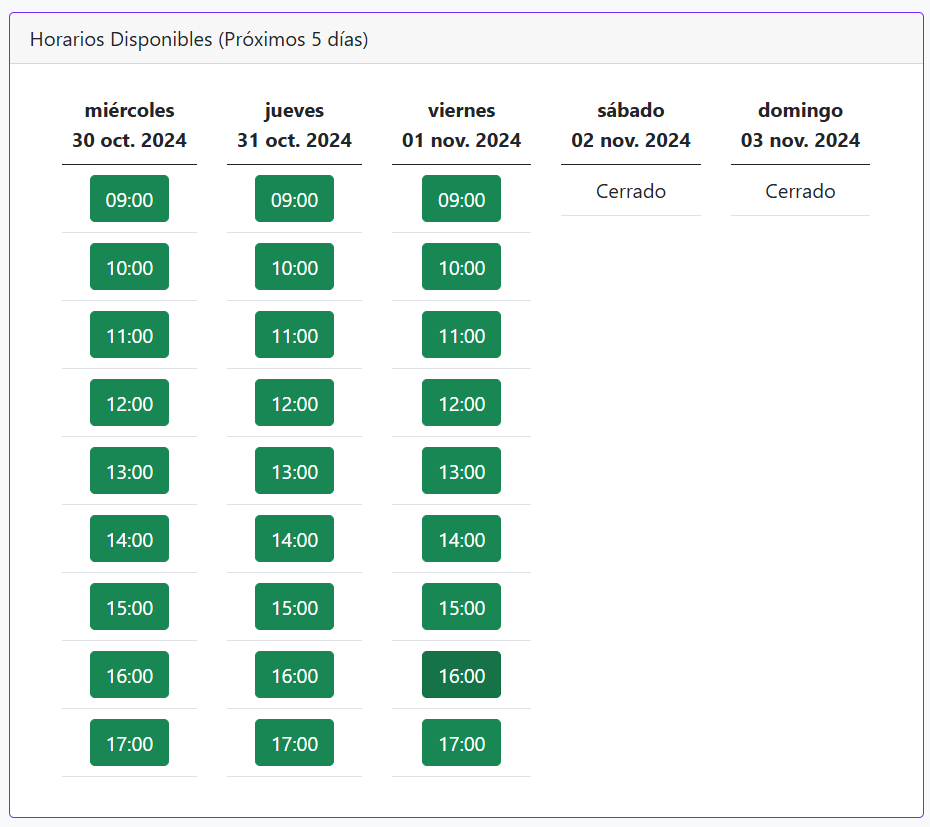 Horarios Disponibles (Próximos 5 días)
miércoles
30 oct. 2024
09:00
10:00
11:00
12:00
13:00
14:00
15:00
16:00
17:00
jueves
31 oct. 2024
09:00
10:00
11:00
12:00
13:00
14:00
15:00
16:00
17:00
viernes
01 nov. 2024
09:00
10:00
11:00
12:00
13:00
14:00
15:00
16:00
17:00
sábado
02 nov. 2024
Cerrado
domingo
03 nov. 2024
Cerrado